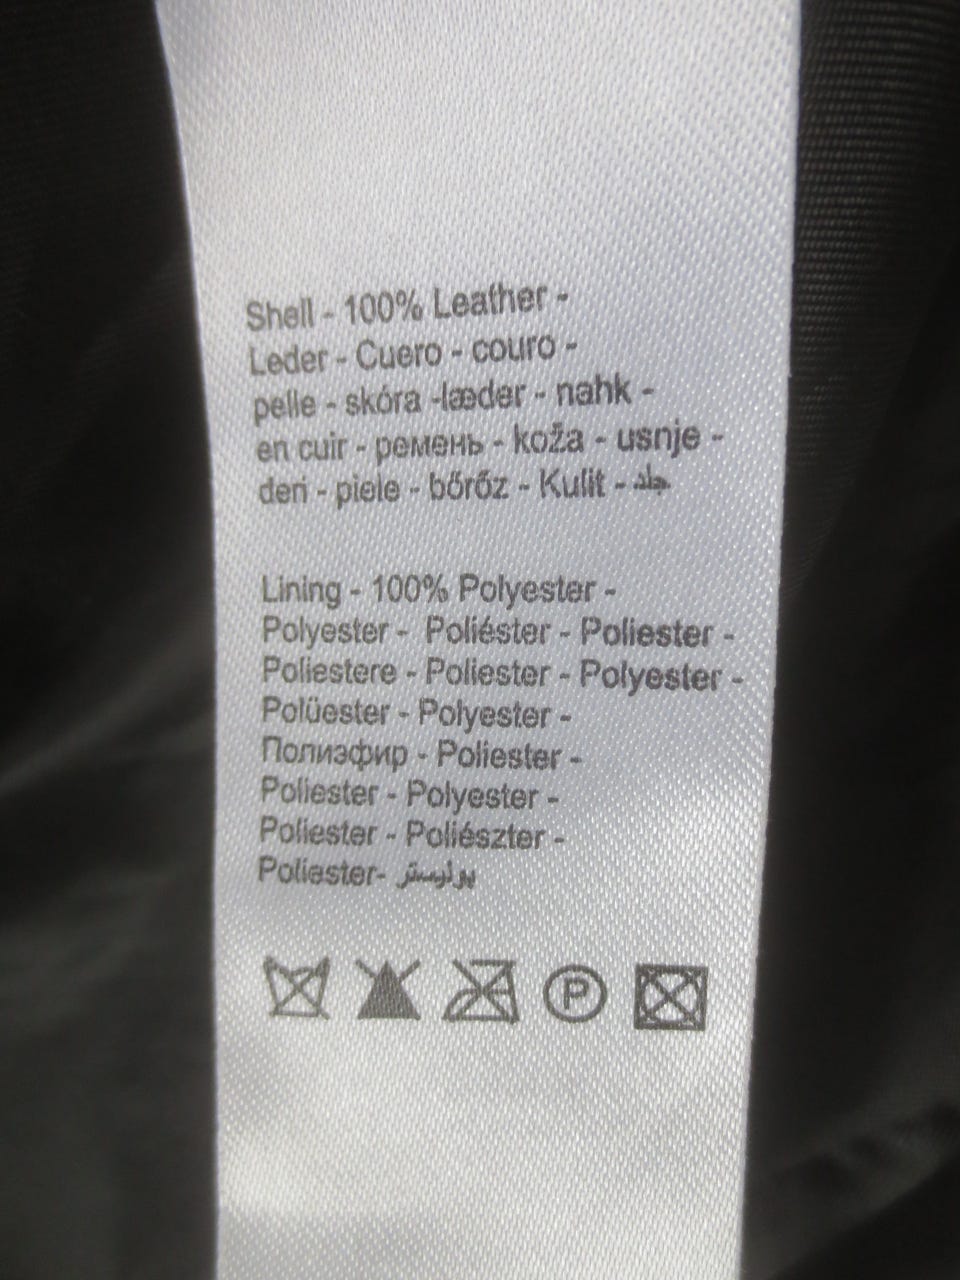 Shell - 100% Leather -
Leder - Cuero - couro -
pelle - skóra -læder - nahk -
en cuir - ремень - koža - usnje -
deri - piele - bőrőz - Kulit - جلد
Lining - 100% Polyester -
Polyester - Poliéster - Poliester -
Poliestere - Poliester - Polyester -
Polüester - Polyester -
Полиэфир - Poliester -
Poliester - Polyester -
Poliester - Poliészter -
Poliester- بوليستر
P